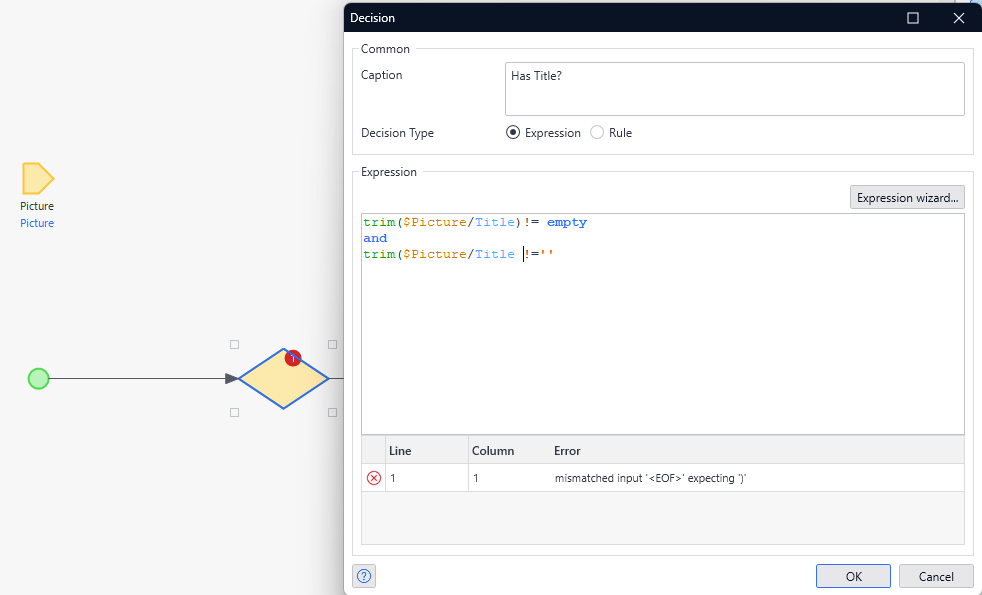 Decision
Common
Caption
Has Title?
Decision Type
Expression
Rule
Picture
Picture
Expression
Expression wizard...
trim($Picture/Title)!= empty
and
trim($Picture/Title !=''
Line Column Error
1 1 mismatched input '<EOF>' expecting ')'
OK Cancel